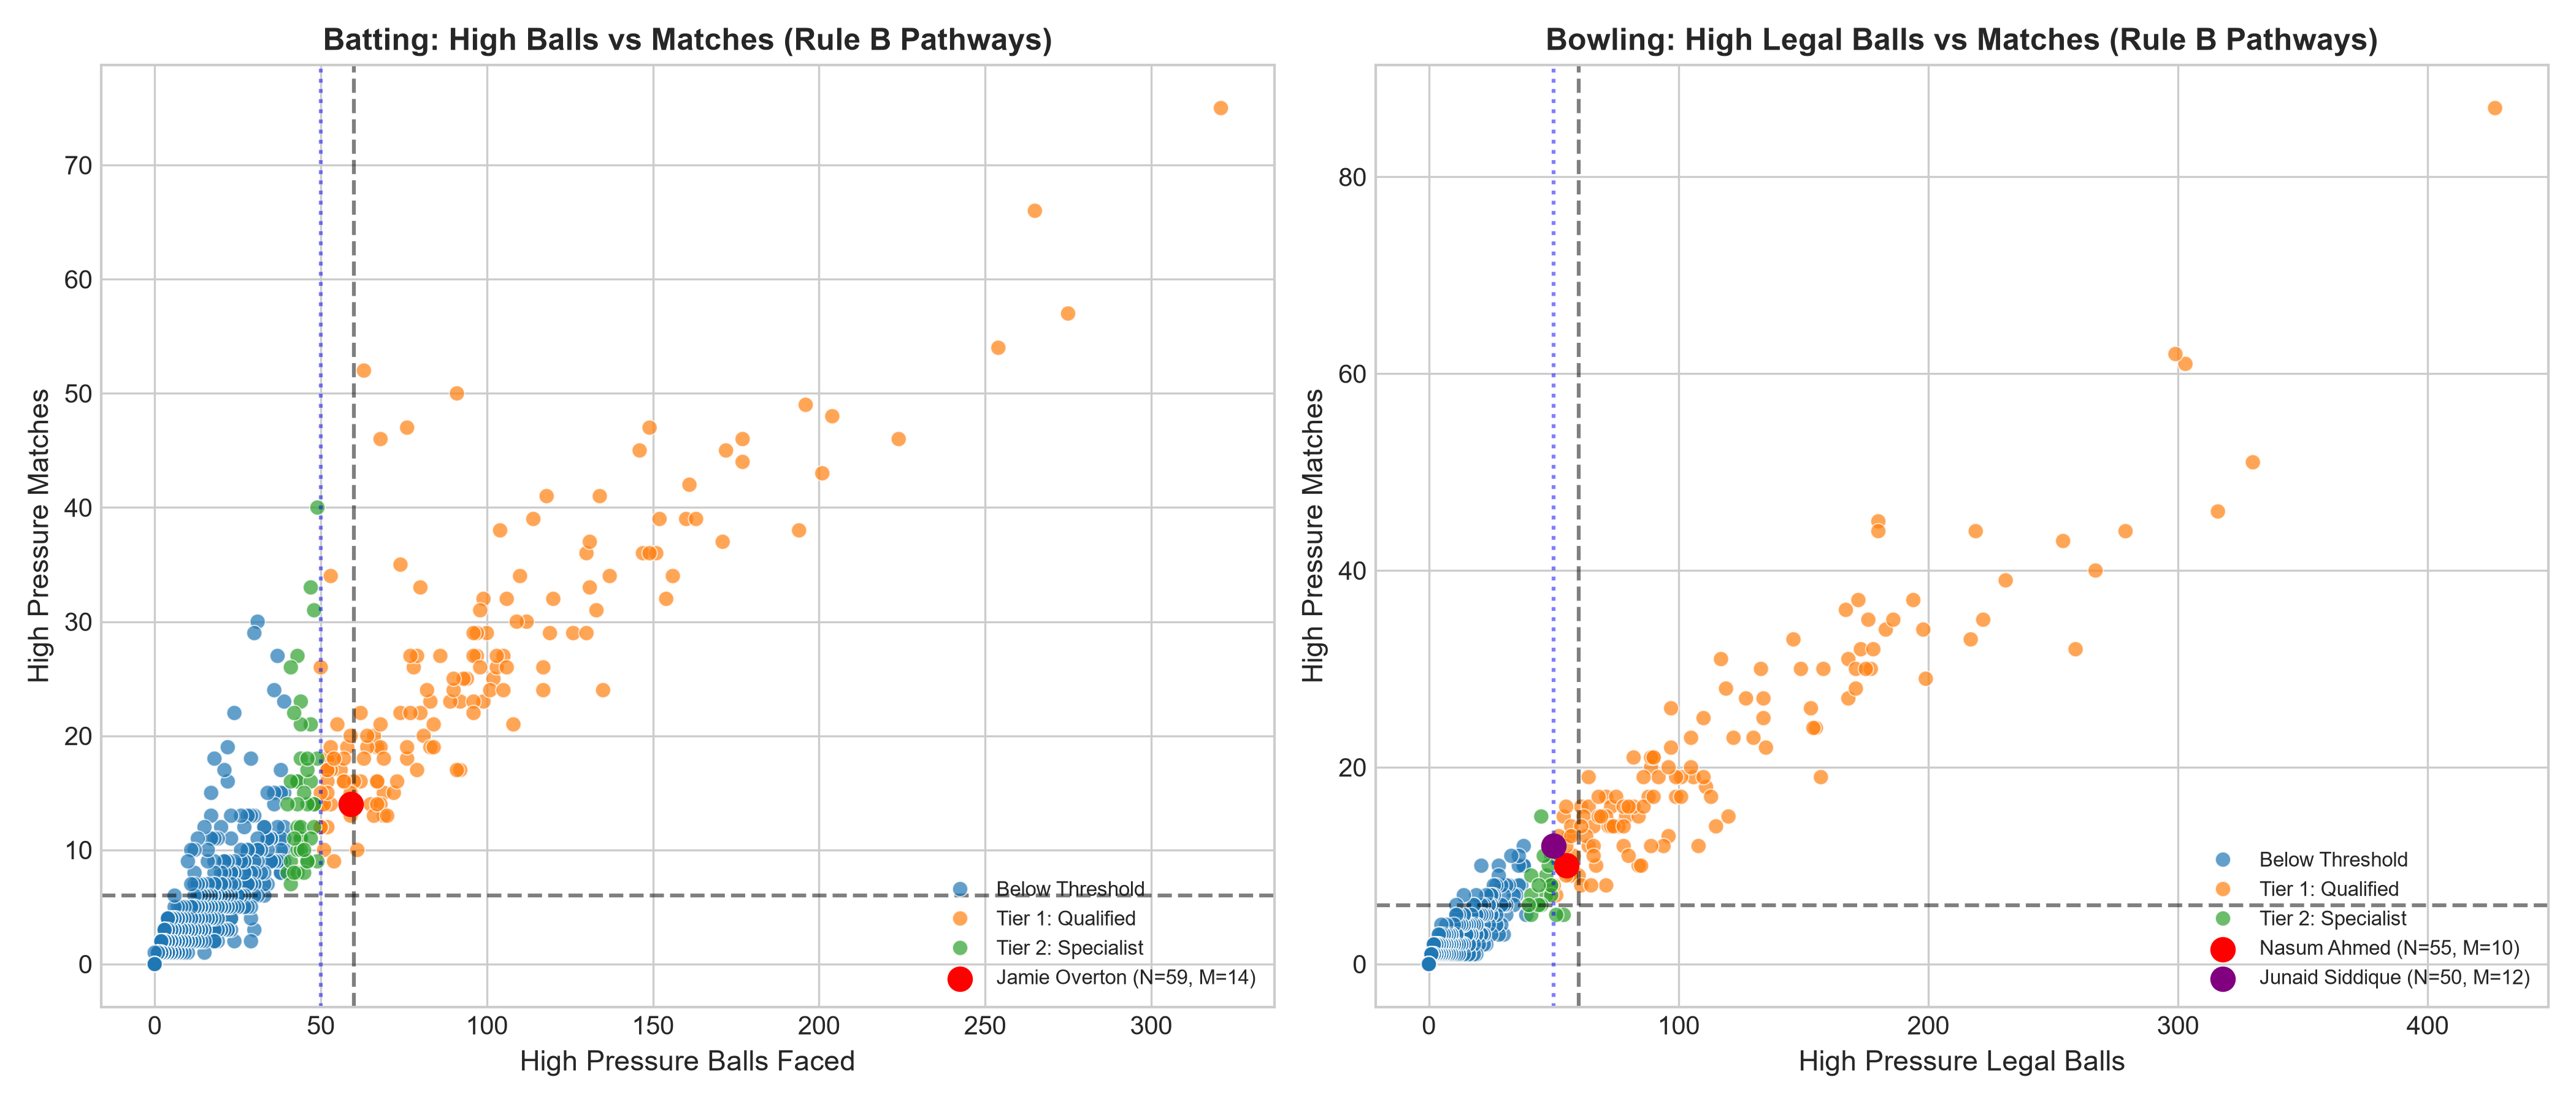 Batting: High Balls vs Matches (Rule B Pathways)
High Pressure Matches
70
60
50
40
30
20
10
0
0
50
100
150
200
250
300
High Pressure Balls Faced
Below Threshold
Tier 1: Qualified
Tier 2: Specialist
Jamie Overton (N=59, M=14)
Bowling: High Legal Balls vs Matches (Rule B Pathways)
High Pressure Matches
80
60
40
20
0
0
100
200
300
400
High Pressure Legal Balls
Below Threshold
Tier 1: Qualified
Tier 2: Specialist
Nasum Ahmed (N=55, M=10)
Junaid Siddique (N=50, M=12)